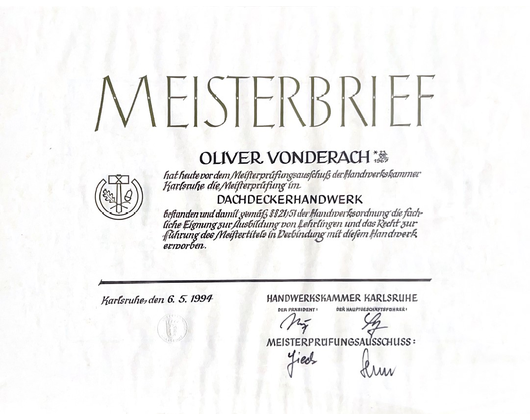 MEISTERBRIEF
OLIVER VONDERACH
hat heute vor dem Meisterprüfungsausschuß der Handwerkskammer
Karlsruhe die Meisterprüfung im
DACHDECKERHANDWERK
bestanden und damit gemäß §§ 21/51 der Handwerksordnung die fach-
liche Eignung zur Ausbildung von Lehrlingen und das Recht zur
Führung des Meistertitels in Verbindung mit diesem Handwerk
erworben.
Karlsruhe, den 6. 5. 1994
HANDWERKSKAMMER KARLSRUHE
DER PRÄSIDENT: DER HAUPTGESCHÄFTSFÜHRER:
MEISTERPRÜFUNGSAUSSCHUSS: